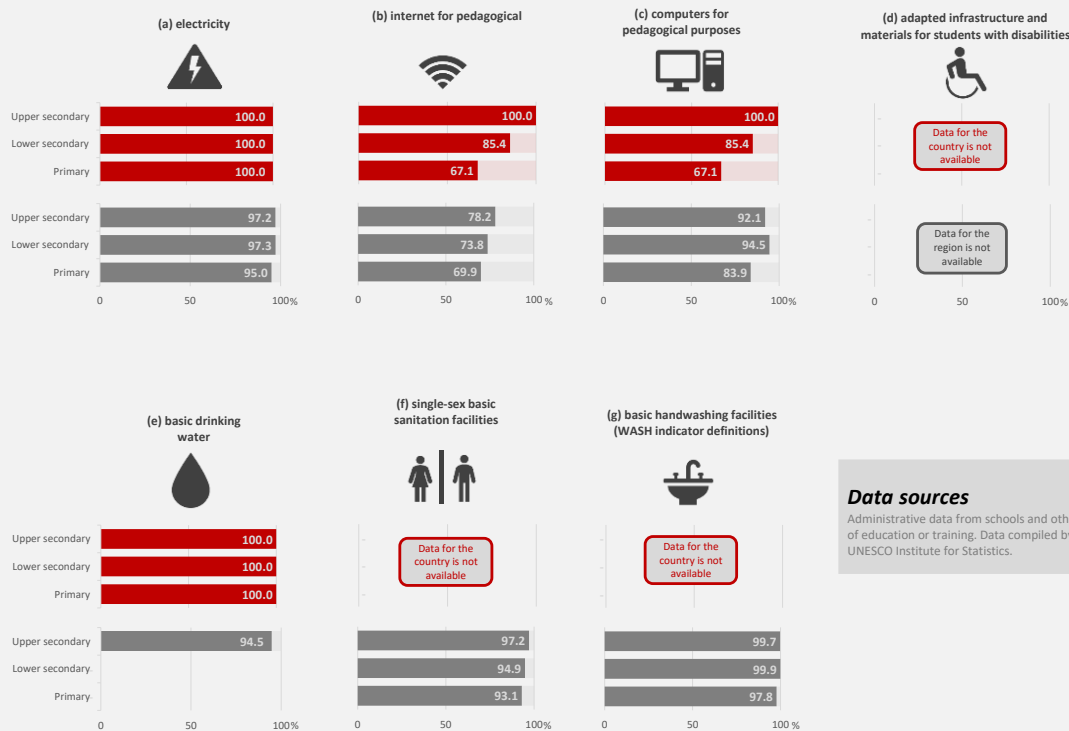 (a) electricity
Upper secondary
100.0
Lower secondary
100.0
Primary
100.0
Upper secondary
97.2
Lower secondary
97.3
Primary
95.0
0
50
100%
(b) internet for pedagogical
100.0
85.4
67.1
78.2
73.8
69.9
0
50
100 %
(c) computers for
pedagogical purposes
100.0
85.4
67.1
92.1
94.5
83.9
0
50
100%
(d) adapted infrastructure and
materials for students with disabilities
Data for the
country is not
available
Data for the
region is not
available
0
50
100 %
(e) basic drinking
water
Upper secondary
100.0
Lower secondary
100.0
Primary
100.0
Upper secondary
94.5
Lower secondary
Primary
0
50
100%
(f) single-sex basic
sanitation facilities
Data for the
country is not
available
97.2
94.9
93.1
0
50
100 %
(g) basic handwashing facilities
(WASH indicator definitions)
Data for the
country is not
available
99.7
99.9
97.8
0
50
100 %
Data sources
Administrative data from schools and oth
of education or training. Data compiled by
UNESCO Institute for Statistics.